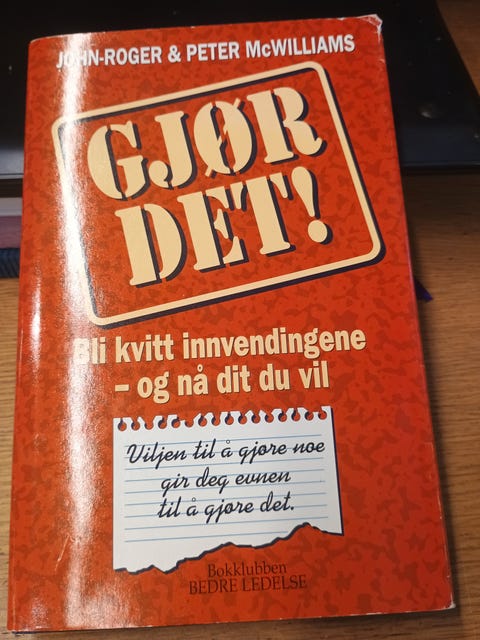 JOHN-ROGER & PETER McWILLIAMS
GJØR
DET!
Bli kvitt innvendingene
– og nå dit du vil
Viljen til å gjøre noe
gir deg evnen
til å gjøre det.
Bokklubben
BEDRE LEDELSE